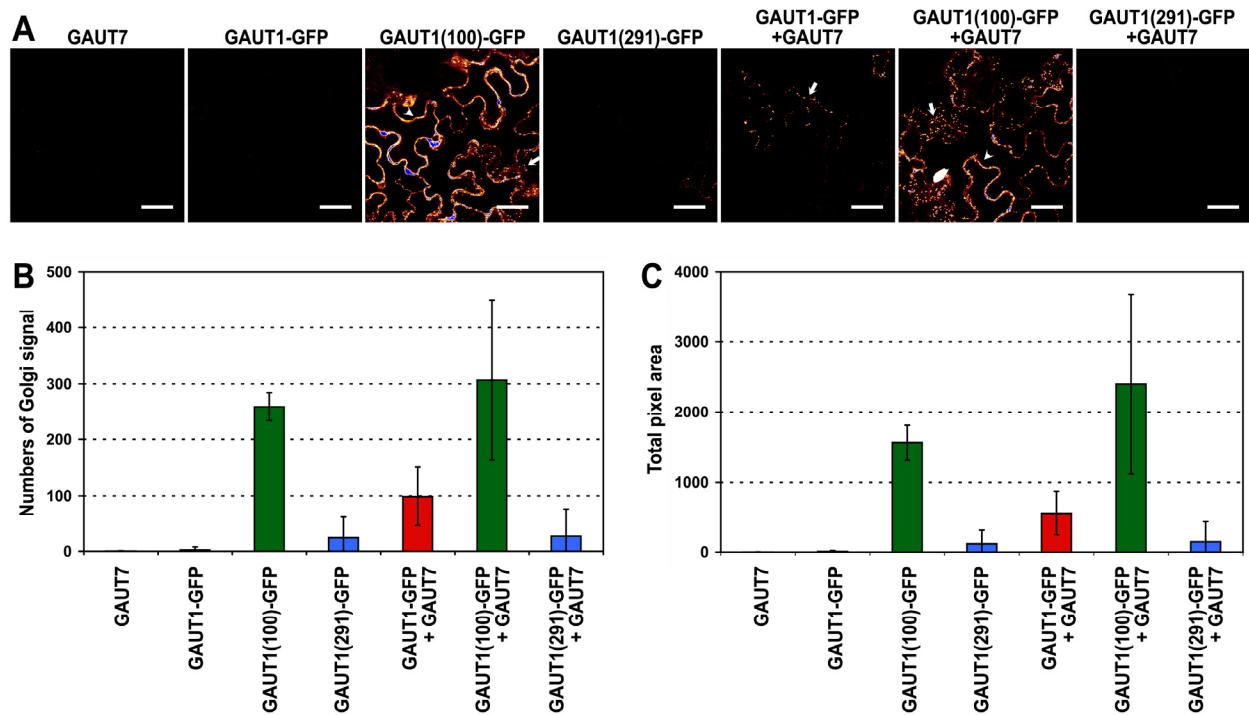 A
GAUT7
GAUT1-GFP
GAUT1(100)-GFP
GAUT1(291)-GFP
GAUT1-GFP
+GAUT7
GAUT1(100)-GFP
+GAUT7
GAUT1(291)-GFP
+GAUT7
B
Numbers of Golgi signal
500
400
300
200
100
0
GAUT7
GAUT1-GFP
GAUT1(100)-GFP
GAUT1(291)-GFP
GAUT1-GFP
+ GAUT7
GAUT1(100)-GFP
+ GAUT7
GAUT1(291)-GFP
+ GAUT7
C
Total pixel area
4000
3000
2000
1000
0
GAUT7
GAUT1-GFP
GAUT1(100)-GFP
GAUT1(291)-GFP
GAUT1-GFP
+ GAUT7
GAUT1(100)-GFP
+ GAUT7
GAUT1(291)-GFP
+ GAUT7